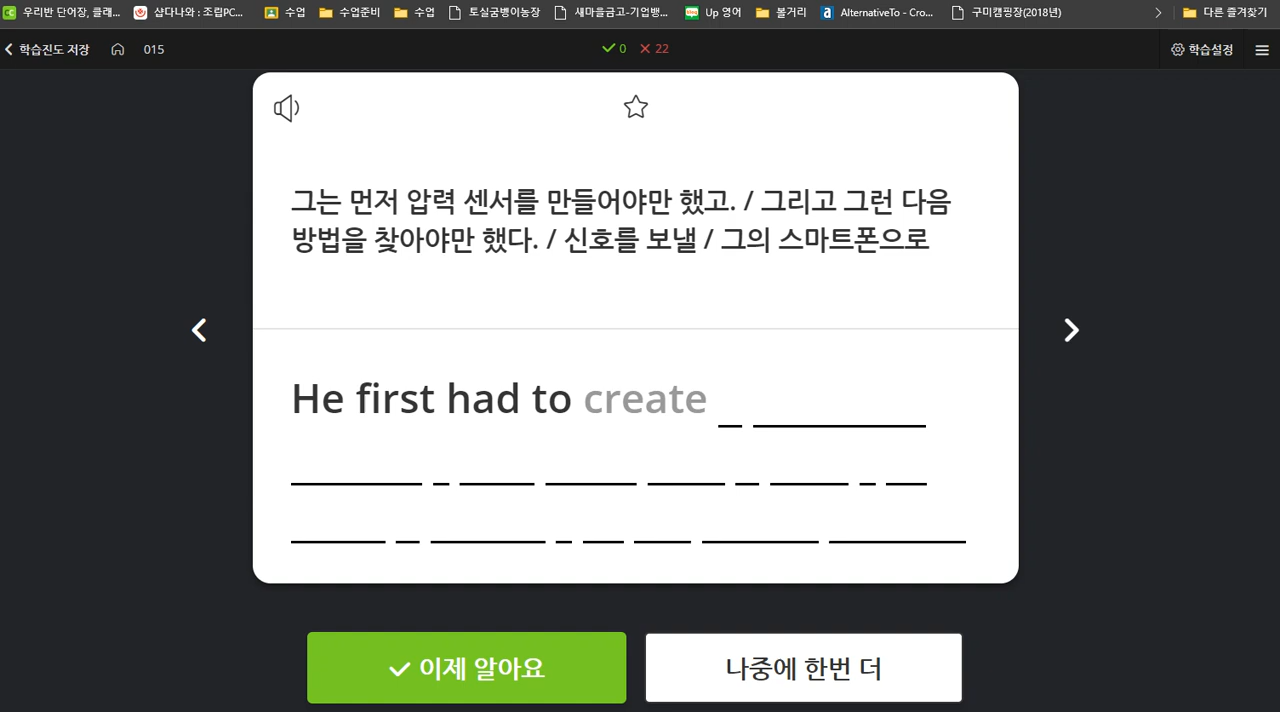 우리반 단어장, 클래... 샵다나와 : 조립PC... 수업 수업준비 수업 토실굼벵이농장 새마을금고-기업뱅... Up 영어 볼거리 AlternativeTo - Cro... 구미캠핑장(2018년) 다른 즐겨찾기
학습진도 저장 015 0 22 학습설정
그는 먼저 압력 센서를 만들어야만 했고. / 그리고 그런 다음
방법을 찾아야만 했다. / 신호를 보낼 / 그의 스마트폰으로
He first had to create
이제 알아요 나중에 한번 더